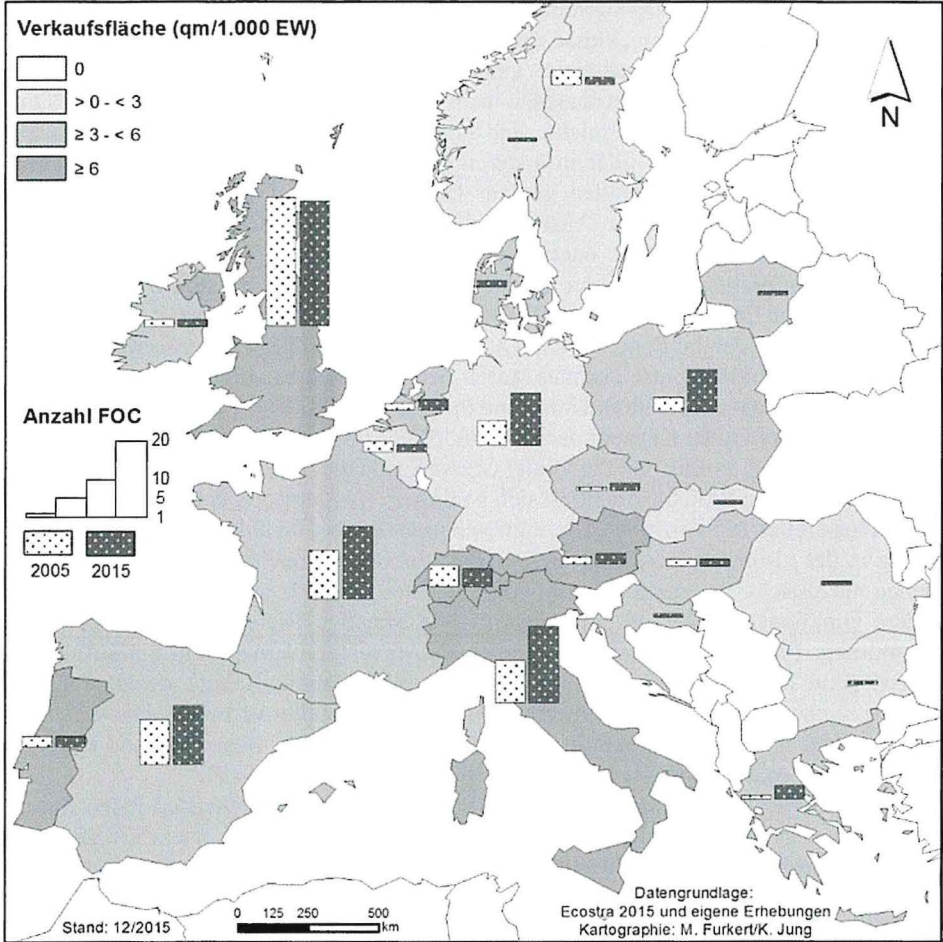 Verkaufsfläche (qm/1.000 EW)
0
> 0 - < 3
≥ 3 - < 6
≥ 6
N
Anzahl FOC
20
10
5
1
2005 2015
Stand: 12/2015
0 125 250 500
km
Datengrundlage:
Ecostra 2015 und eigene Erhebungen
Kartographie: M. Furkert/K. Jung